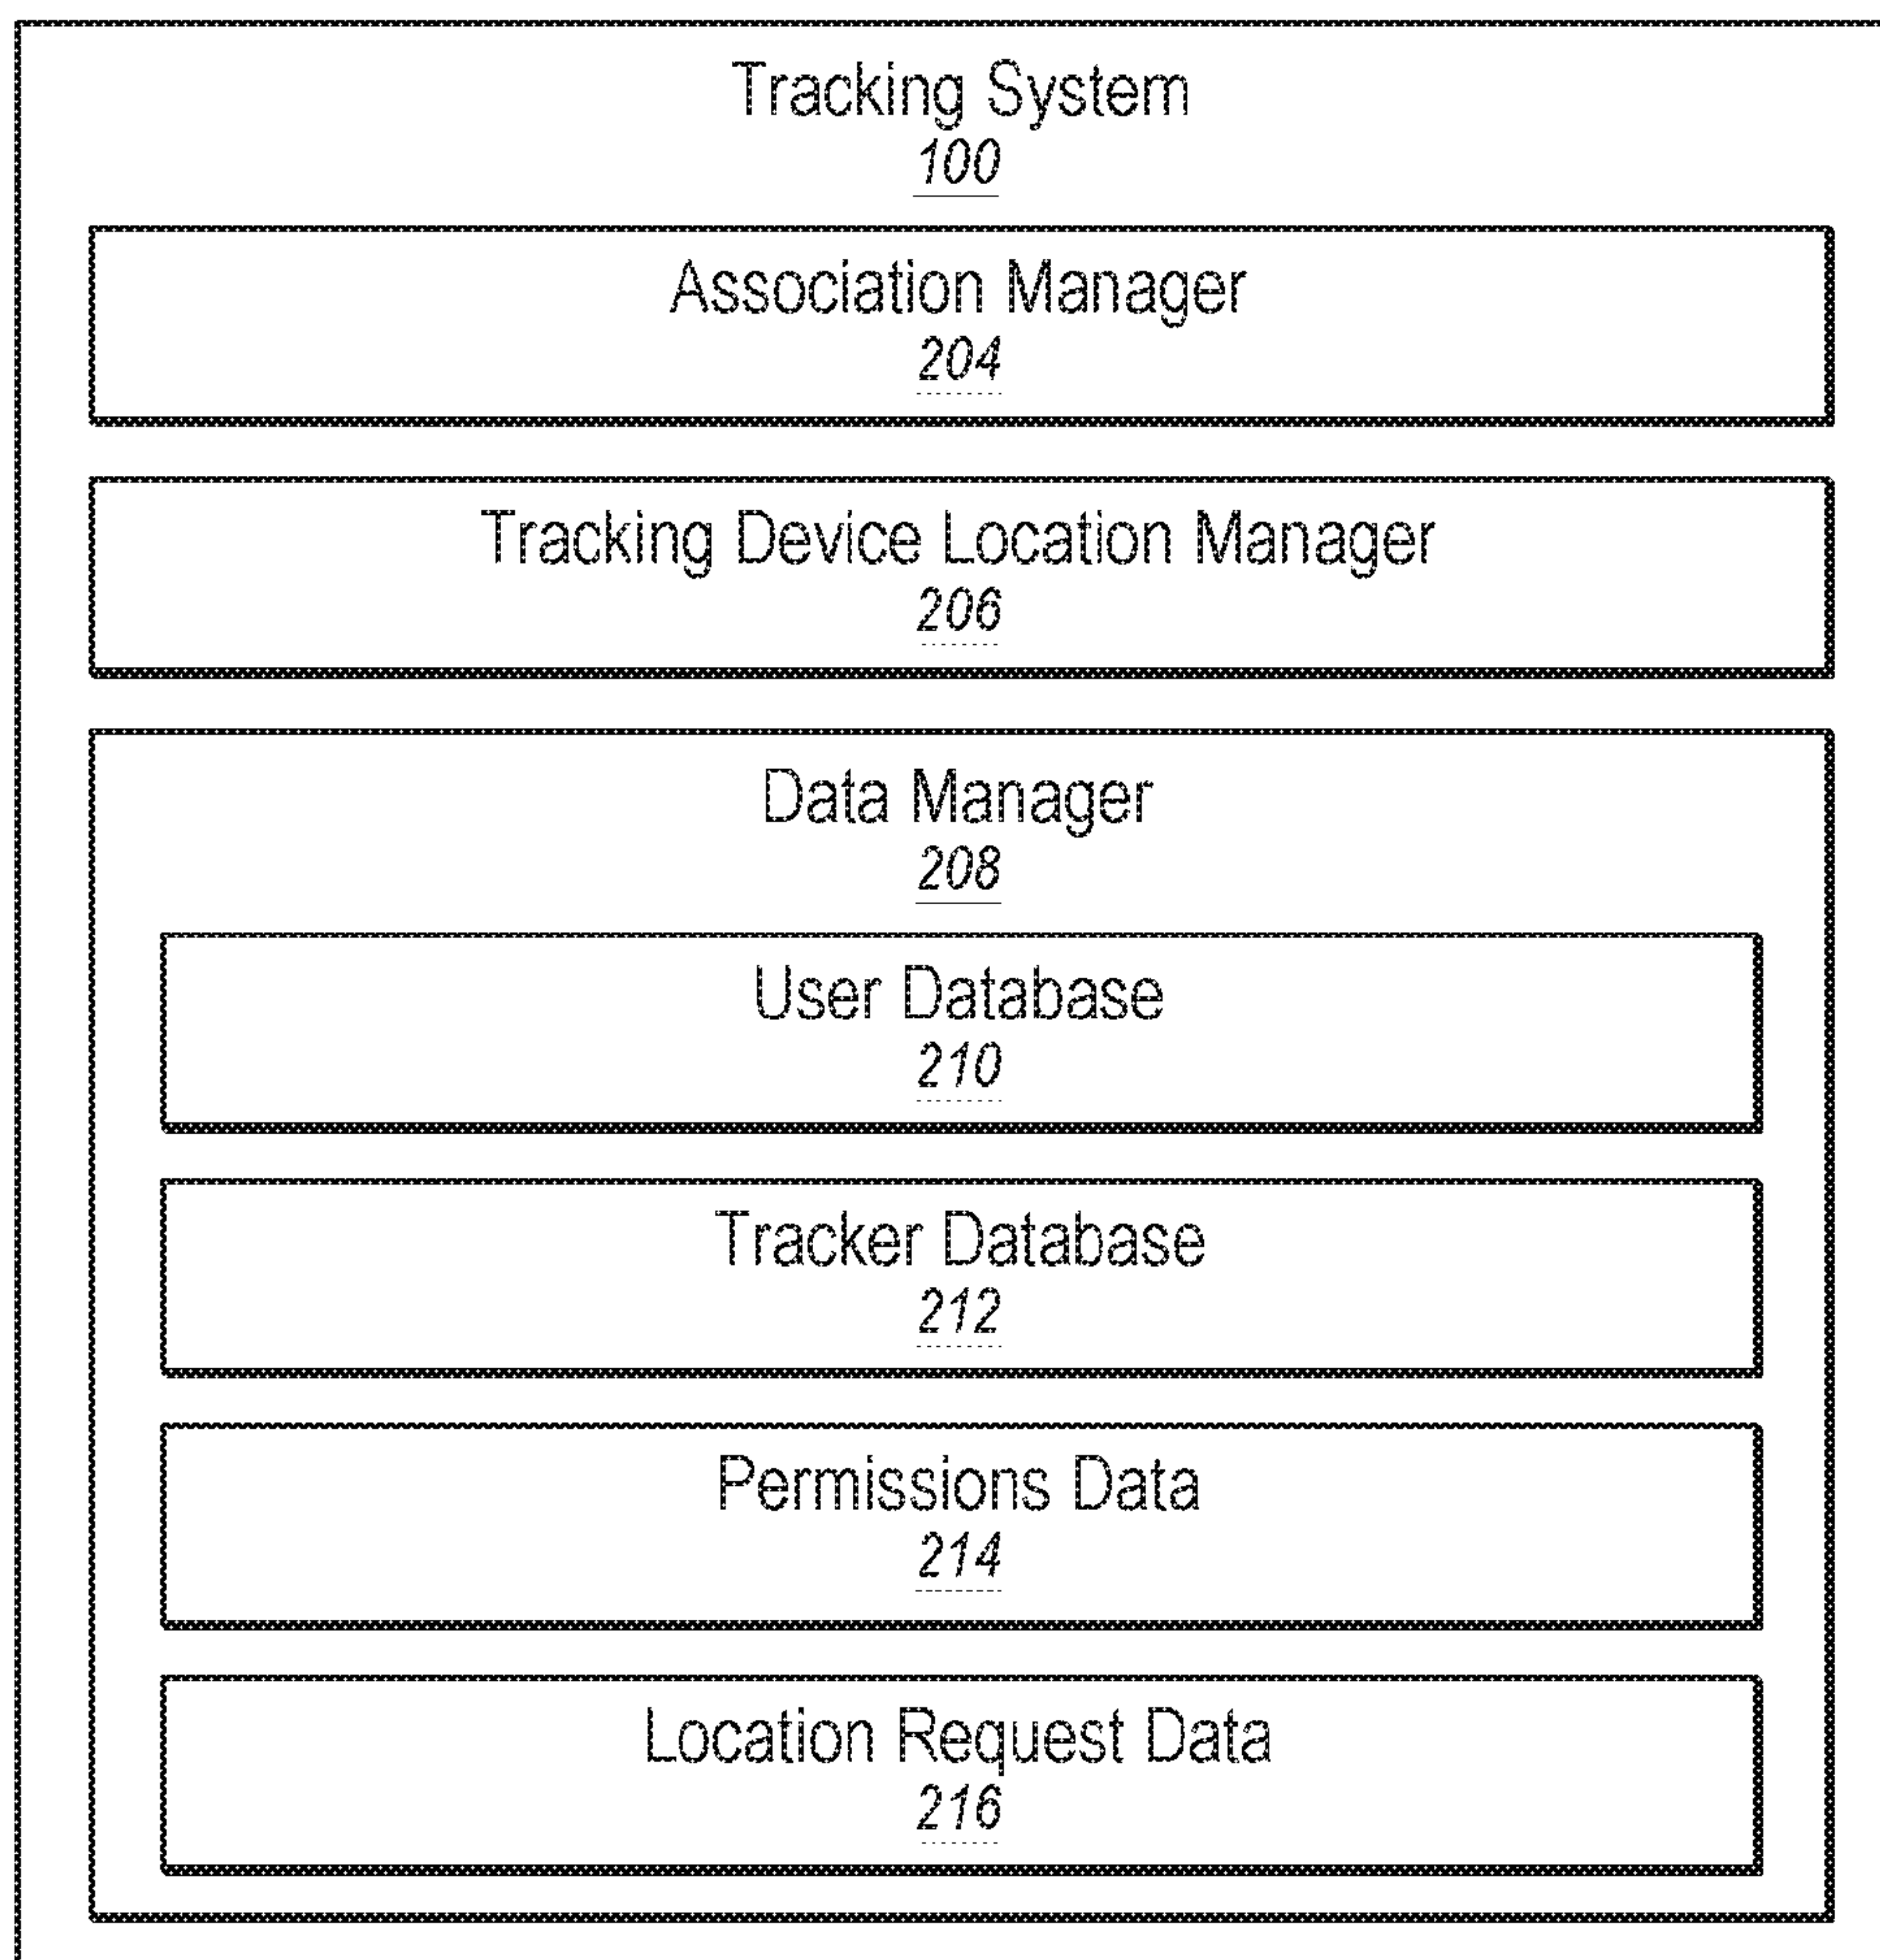 Tracking System
100
Association Manager
204
Tracking Device Location Manager
206
Data Manager
208
User Database
210
Tracker Database
212
Permissions Data
214
Location Request Data
216